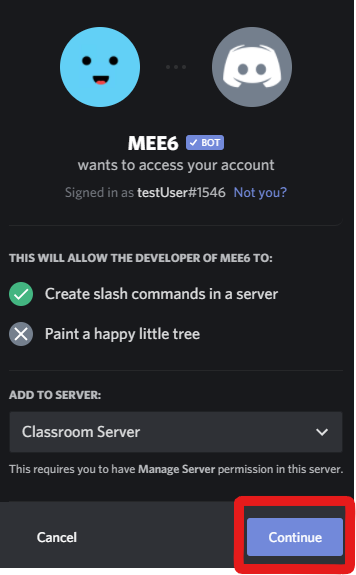 MEE6 ✓ BOT
wants to access your account
Signed in as testUser#1546 Not you?
THIS WILL ALLOW THE DEVELOPER OF MEE6 TO:
Create slash commands in a server
Paint a happy little tree
ADD TO SERVER:
Classroom Server
This requires you to have Manage Server permission in this server.
Cancel
Continue